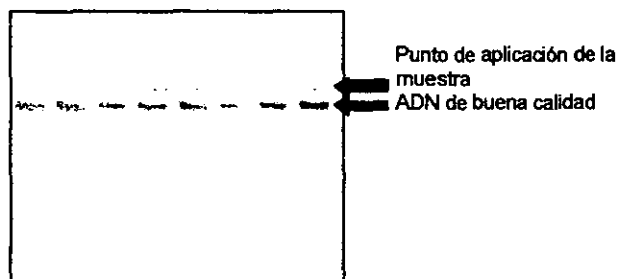 Punto de aplicación de la
muestra
ADN de buena calidad